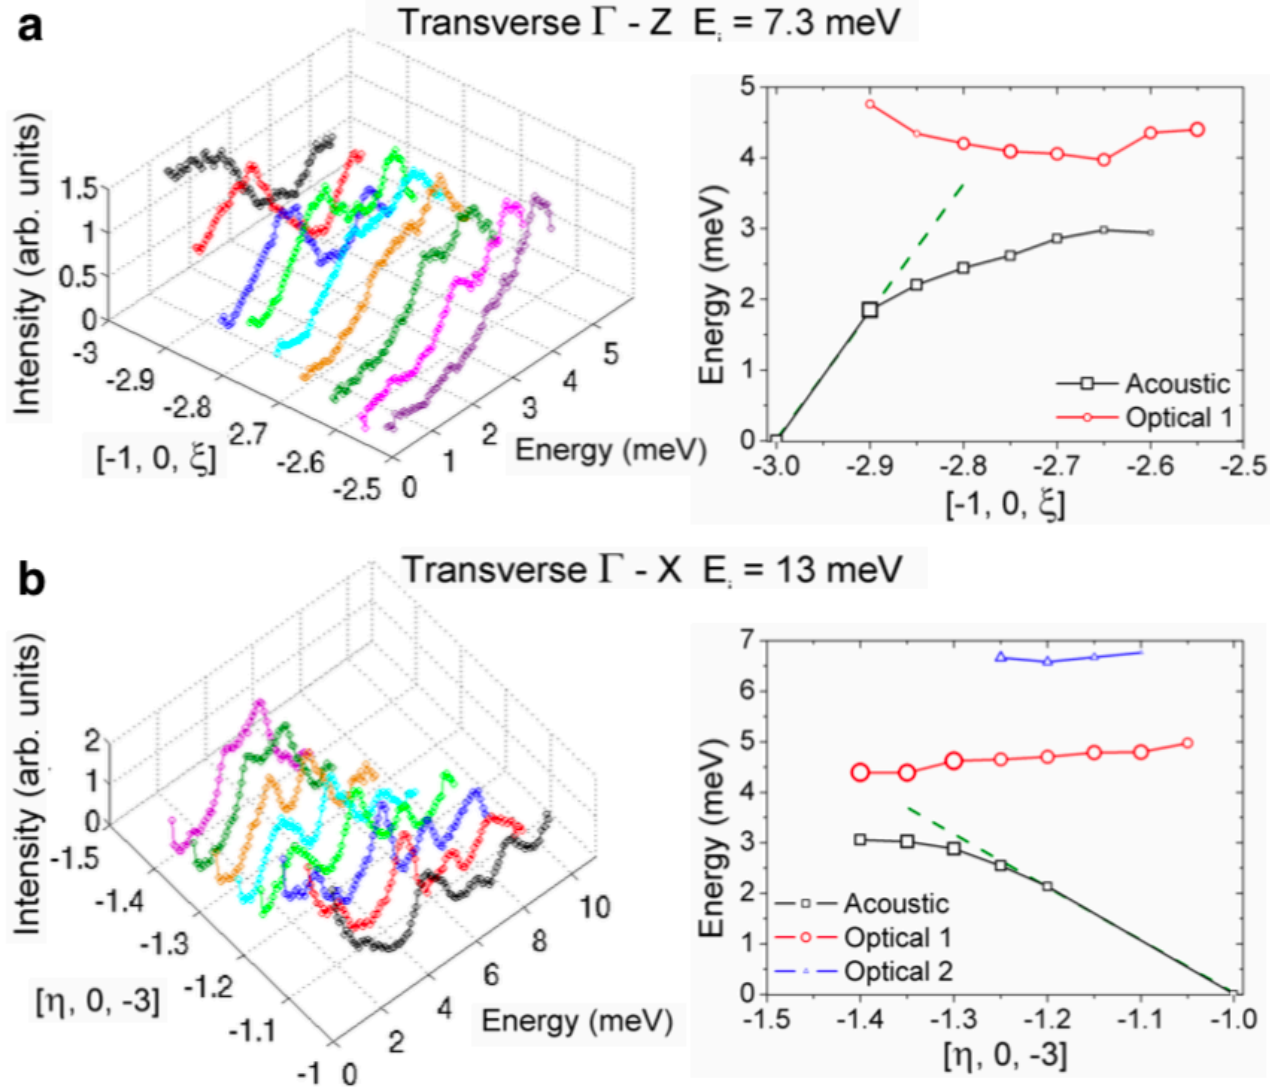 a
Transverse Γ - Z Ei = 7.3 meV
Intensity (arb. units)
1.5
1
0.5
0
-3
-2.9
-2.8
2.7
-2.6
-2.5
[-1, 0, ξ]
0
1
2
3
4
5
Energy (meV)
Energy (meV)
5
4
3
2
1
0
Acoustic
Optical 1
-3.0 -2.9 -2.8 -2.7 -2.6 -2.5
[-1, 0, ξ]
b
Transverse Γ - X Ei = 13 meV
Intensity (arb. units)
2
1
0
-1.5
-1.4
-1.3
-1.2
-1.1
-1
[η, 0, -3]
0
2
4
6
8
10
Energy (meV)
Energy (meV)
7
6
5
4
3
2
1
0
Acoustic
Optical 1
Optical 2
-1.5 -1.4 -1.3 -1.2 -1.1 -1.0
[η, 0, -3]